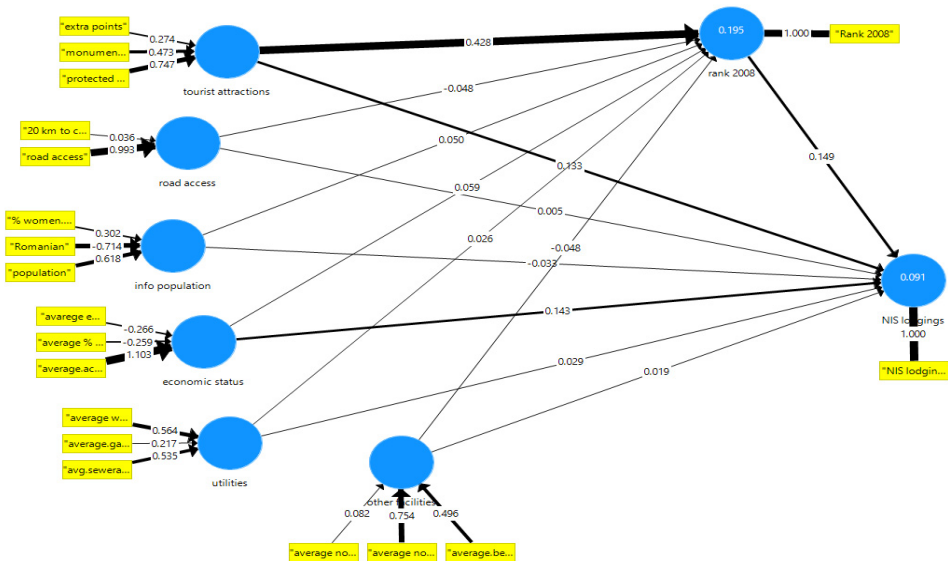 "extra points"
"monumen...
"protected ...
0.274
0.473
0.747
tourist attractions
0.428
0.195
rank 2008
1.000
"Rank 2008"
"20 km to c...
"road access"
0.036
0.993
road access
-0.048
0.050
0.133
0.149
"% women....
"Romanian"
"population"
0.302
-0.714
0.618
info population
0.059
0.005
0.026
-0.048
-0.033
0.091
NIS lodgings
1.000
"NIS lodgin...
"avarege e...
"average % ...
"average.ac...
-0.266
-0.259
1.103
economic status
0.143
0.029
0.019
"average w...
"average.ga...
"avg.sewera...
0.564
0.217
0.535
utilities
other facilities
0.082
0.754
0.496
"average no...
"average no...
"average.be...